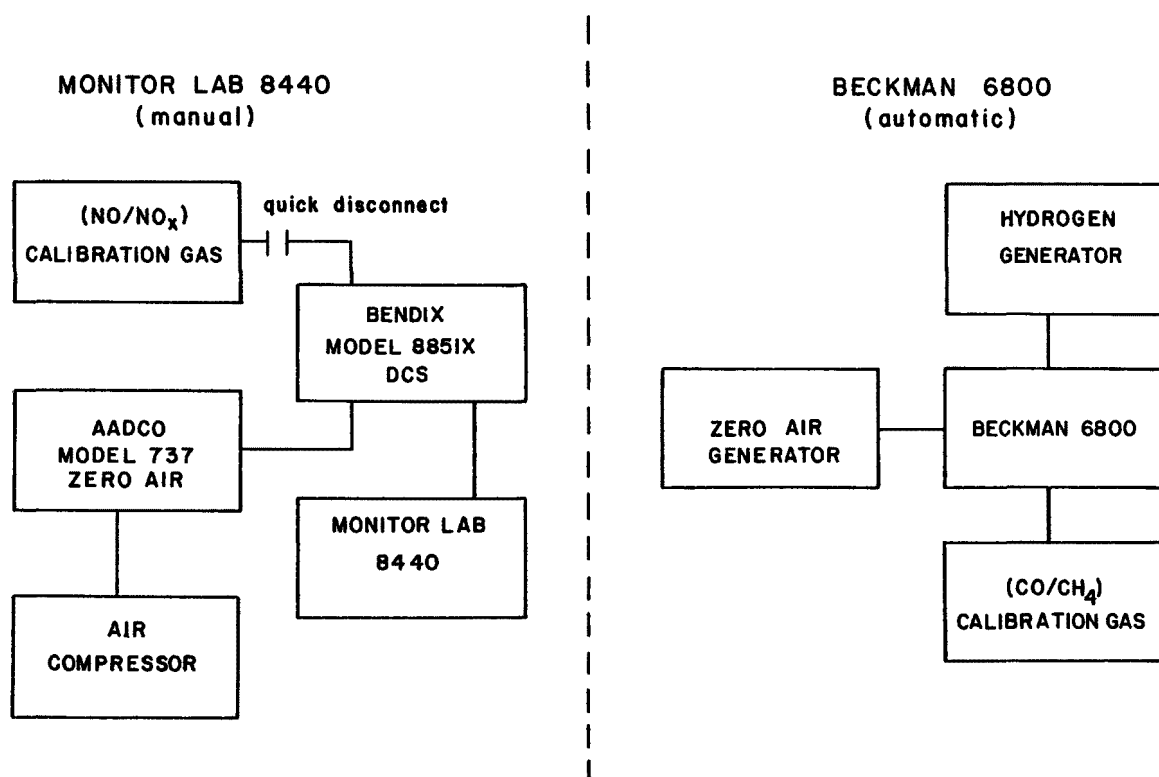 MONITOR LAB 8440
(manual)
(NO/NOx)
CALIBRATION GAS
quick disconnect
BENDIX
MODEL 8851X
DCS
AADCO
MODEL 737
ZERO AIR
MONITOR LAB
8440
AIR
COMPRESSOR
BECKMAN 6800
(automatic)
HYDROGEN
GENERATOR
ZERO AIR
GENERATOR
BECKMAN 6800
(CO/CH4)
CALIBRATION GAS